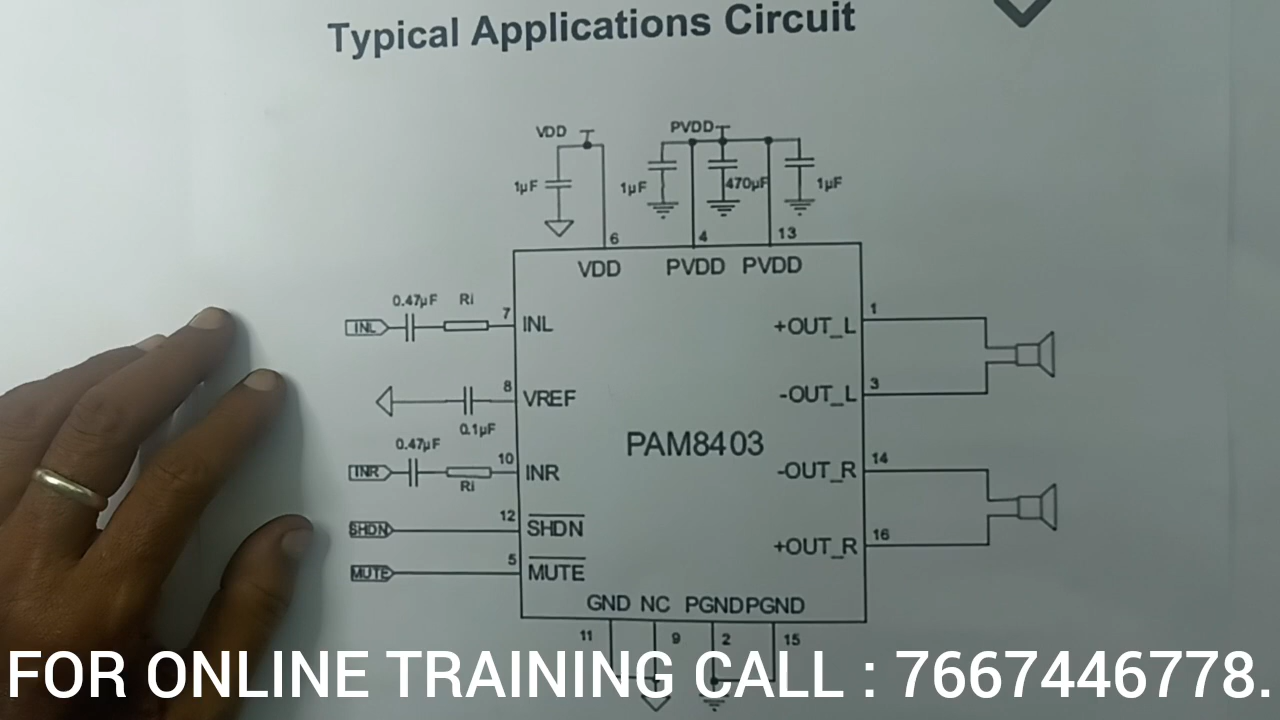 Typical Applications Circuit
VDD
PVDD
1µF
1µF
470µF
1µF
6
4
13
VDD
PVDD
PVDD
0.47µF
Ri
INL
7
INL
+OUT_L
1
8
VREF
-OUT_L
3
0.1µF
0.47µF
PAM8403
INR
Ri
10
INR
-OUT_R
14
SHDN
12
SHDN
+OUT_R
16
MUTE
5
MUTE
GND
NC
PGND
PGND
11
9
2
15
FOR ONLINE TRAINING CALL : 7667446778.